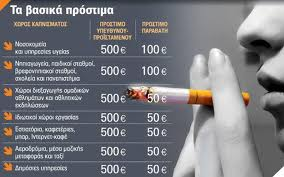 Τα βασικά πρόστιμα
ΧΩΡΟΣ ΚΑΠΝΙΣΜΑΤΟΣ
ΠΡΟΣΤΙΜΟ ΥΠΕΥΘΥΝΟΥ-ΠΡΟΪΣΤΑΜΕΝΟΥ
ΠΡΟΣΤΙΜΟ ΠΑΡΑΒΑΤΗ
Νοσοκομεία
και υπηρεσίες υγείας
500 €
100 €
Νηπιαγωγεία, παιδικοί σταθμοί,
βρεφονηπιακοί σταθμοί,
σχολεία και πανεπιστήμια
500 €
100 €
Χώροι διεξαγωγής ομαδικών
αθλημάτων και αθλητικών
εκδηλώσεων
500 €
50 €
Ιδιωτικοί χώροι εργασίας
500 €
50 €
Εστιατόρια, καφετέριες,
μπαρ, Ιντερνετ-καφέ
500 €
50 €
Αεροδρόμια, μέσα μαζικής
μεταφοράς και ταξί
500 €
50 €
Δημόσιες υπηρεσίες
500 €
50 €